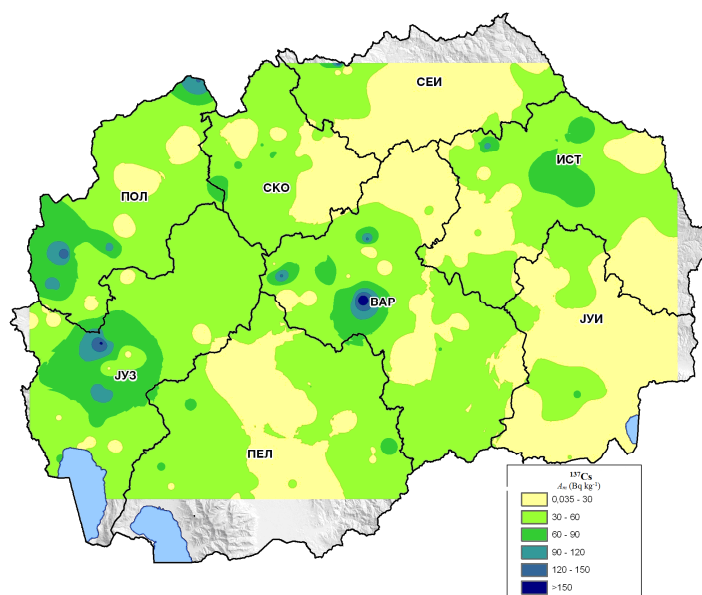 СЕИ
ИСТ
СКО
ПОЛ
ВАР
ЈУИ
ЈУЗ
ПЕЛ
¹³⁷Cs
Aₘ (Bq kg⁻¹)
0,035 - 30
30 - 60
60 - 90
90 - 120
120 - 150
>150